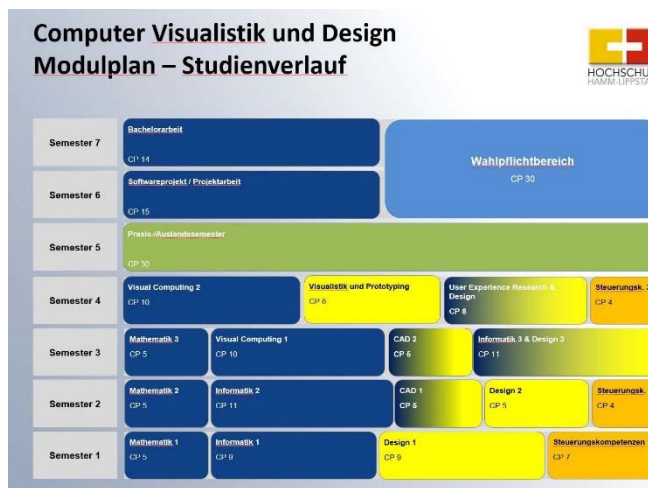 Computer Visualistik und Design
Modulplan – Studienverlauf
HOCHSCHU
HAMM-LIPPSTA
Semester 7
Bachelorarbeit
CP 14
Wahlpflichtbereich
CP 30
Semester 6
Softwareprojekt / Projektarbeit
CP 15
Semester 5
Praxis-/Auslandssemester
CP 30
Semester 4
Visual Computing 2
CP 10
Visualistik und Prototyping
CP 8
User Experience Research &
Design
CP 8
Steuerungsk.
CP 4
Semester 3
Mathematik 3
CP 5
Visual Computing 1
CP 10
CAD 2
CP 5
Informatik 3 & Design 3
CP 11
Semester 2
Mathematik 2
CP 5
Informatik 2
CP 11
CAD 1
CP 5
Design 2
CP 5
Steuerungsk.
CP 4
Semester 1
Mathematik 1
CP 5
Informatik 1
CP 9
Design 1
CP 9
Steuerungskompetenzen
CP 7